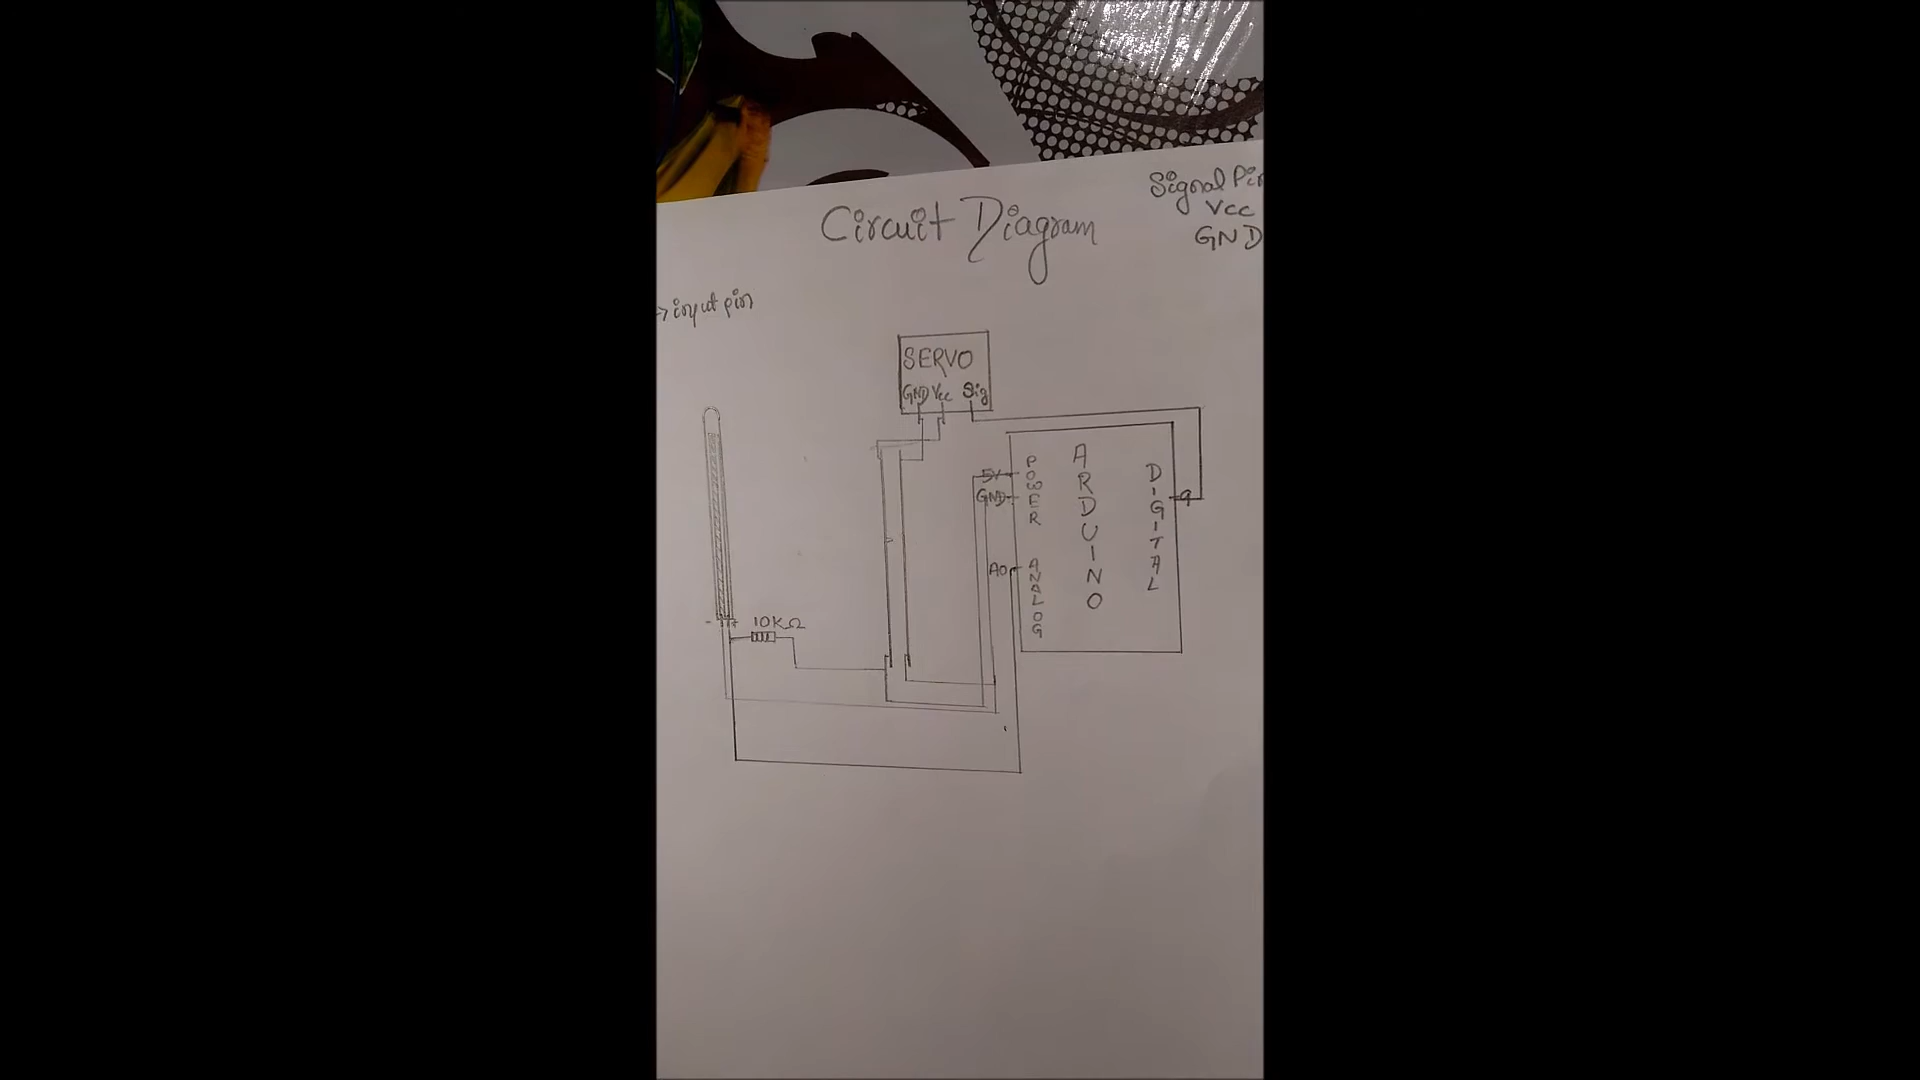 Signal Pin
Vcc
GND
Circuit Diagram
→ input pin
SERVO
GND Vcc Sig
5V
GND
A0
POWER
ANALOG
ARDUINO
DIGITAL
9
- +
10KΩ